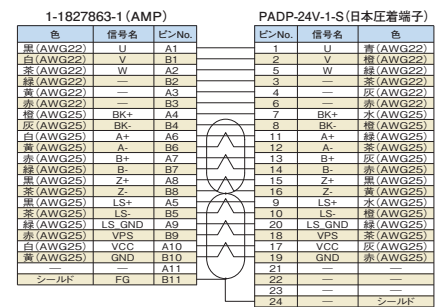 1-1827863-1(AMP) PADP-24V-1-S(日本圧着端子)
色 信号名 ピンNo. ピンNo. 信号名 色
黒(AWG22) U A1 1 U 青(AWG22)
白(AWG22) V B1 2 V 橙(AWG22)
茶(AWG22) W A2 5 W 緑(AWG22)
緑(AWG22) — B2 3 — 茶(AWG22)
黄(AWG22) — A3 4 — 灰(AWG22)
赤(AWG22) — B3 6 — 赤(AWG22)
橙(AWG25) BK+ A4 7 BK+ 水(AWG25)
灰(AWG25) BK- B4 8 BK- 橙(AWG25)
白(AWG25) A+ A6 11 A+ 緑(AWG25)
黄(AWG25) A- B6 12 A- 茶(AWG25)
赤(AWG25) B+ A7 13 B+ 灰(AWG25)
緑(AWG25) B- B7 14 B- 赤(AWG25)
黒(AWG25) Z+ A8 15 Z+ 黒(AWG25)
茶(AWG25) Z- B8 16 Z- 黄(AWG25)
黒(AWG25) LS+ A5 9 LS+ 水(AWG25)
茶(AWG25) LS- B5 10 LS- 橙(AWG25)
緑(AWG25) LS_GND A9 20 LS_GND 緑(AWG25)
赤(AWG25) VPS B9 18 VPS 茶(AWG25)
白(AWG25) VCC A10 17 VCC 灰(AWG25)
黄(AWG25) GND B10 19 GND 赤(AWG25)
— — A11 21 — —
シールド FG B11 22 — —
23 — —
24 — シールド